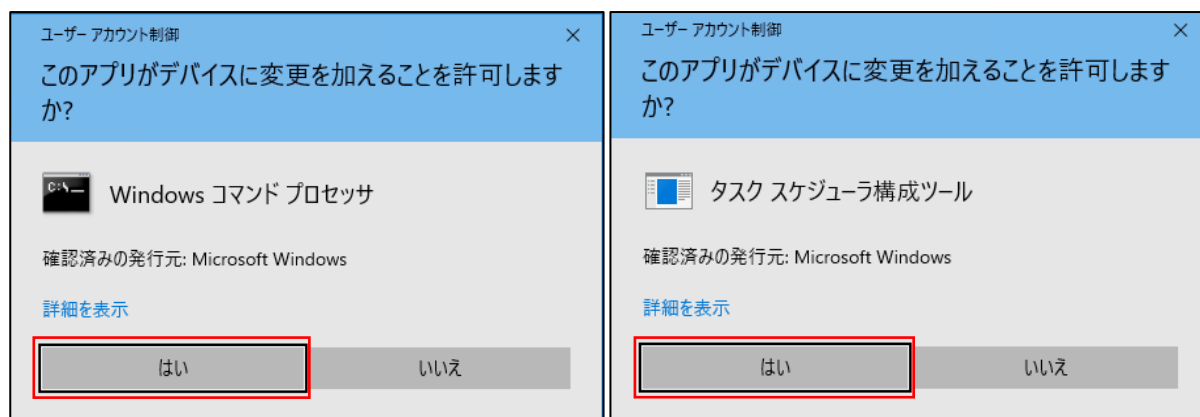 ユーザー アカウント制御
このアプリがデバイスに変更を加えることを許可します
か?
C:\
Windows コマンド プロセッサ
確認済みの発行元: Microsoft Windows
詳細を表示
はい
いいえ
ユーザー アカウント制御
このアプリがデバイスに変更を加えることを許可します
か?
タスク スケジューラ構成ツール
確認済みの発行元: Microsoft Windows
詳細を表示
はい
いいえ